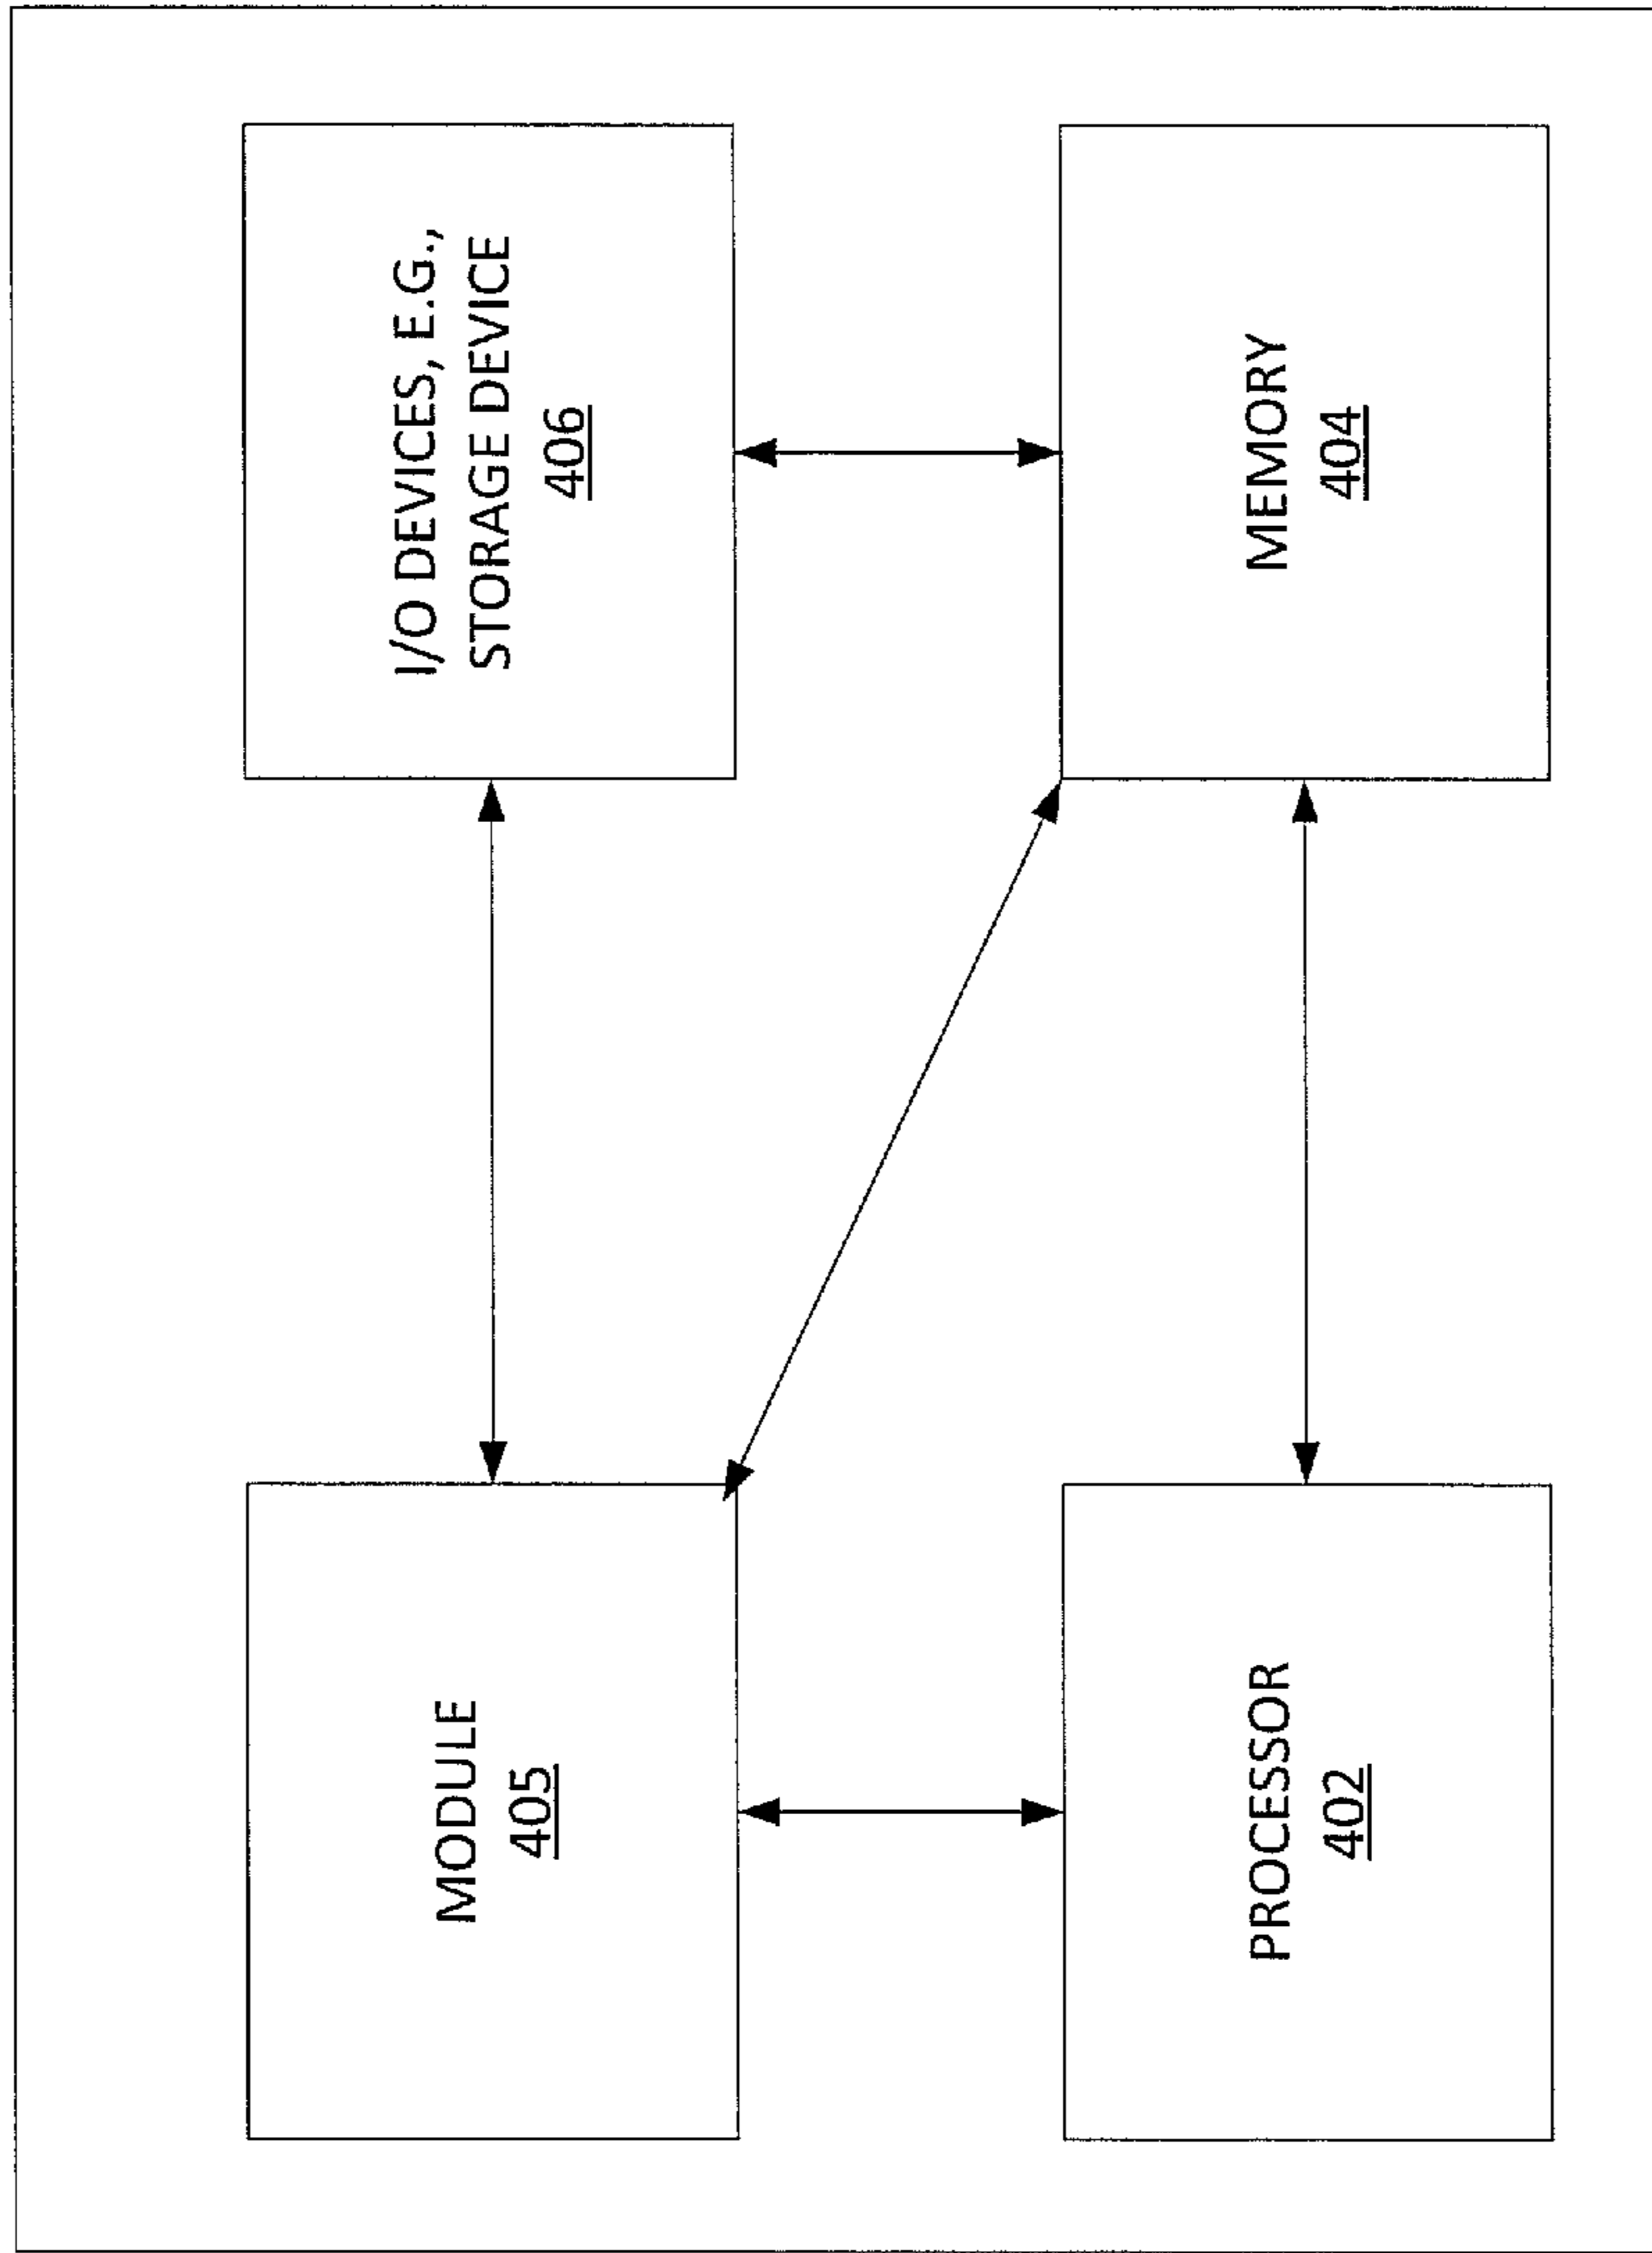 MODULE
405
I/O DEVICES, E.G.,
STORAGE DEVICE
406
PROCESSOR
402
MEMORY
404